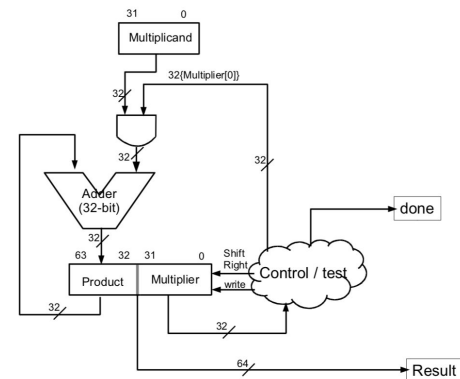 31 0
Multiplicand
32{Multiplier[0]}
32
32
32
Adder
(32-bit)
done
32
63 32 31 0
Shift
Right
Control / test
Product Multiplier
write
32
32
64
Result